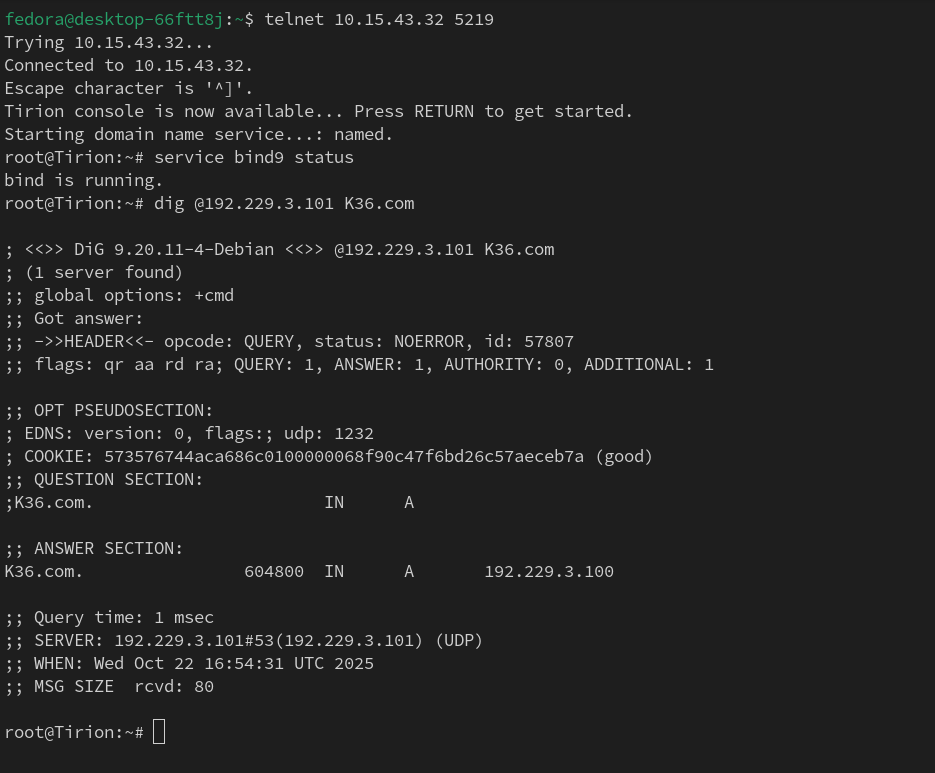 fedora@desktop-66ftt8j:~$ telnet 10.15.43.32 5219
Trying 10.15.43.32...
Connected to 10.15.43.32.
Escape character is '^]'.
Tirion console is now available... Press RETURN to get started.
Starting domain name service...: named.
root@Tirion:~# service bind9 status
bind is running.
root@Tirion:~# dig @192.229.3.101 K36.com

; <<>> DiG 9.20.11-4-Debian <<>> @192.229.3.101 K36.com
; (1 server found)
;; global options: +cmd
;; Got answer:
;; ->>HEADER<<- opcode: QUERY, status: NOERROR, id: 57807
;; flags: qr aa rd ra; QUERY: 1, ANSWER: 1, AUTHORITY: 0, ADDITIONAL: 1

;; OPT PSEUDOSECTION:
; EDNS: version: 0, flags:; udp: 1232
; COOKIE: 573576744aca686c0100000068f90c47f6bd26c57aeceb7a (good)
;; QUESTION SECTION:
;K36.com.                       IN      A

;; ANSWER SECTION:
K36.com.                604800  IN      A       192.229.3.100

;; Query time: 1 msec
;; SERVER: 192.229.3.101#53(192.229.3.101) (UDP)
;; WHEN: Wed Oct 22 16:54:31 UTC 2025
;; MSG SIZE  rcvd: 80

root@Tirion:~#